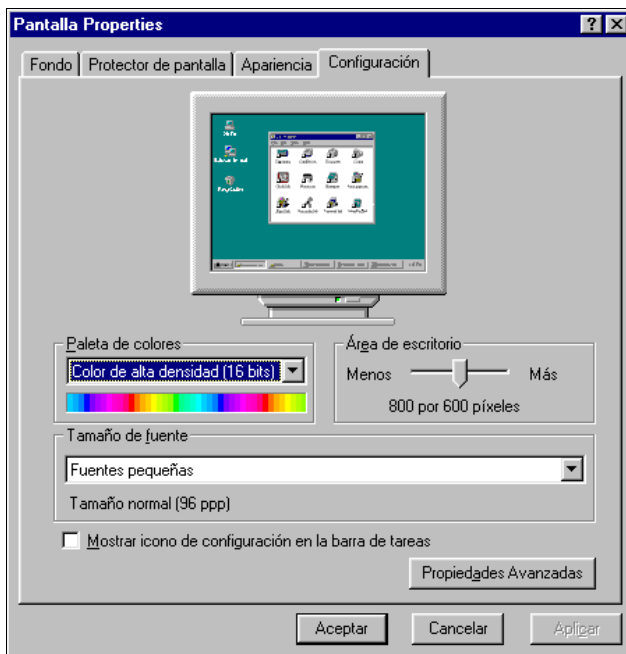 Pantalla Properties
Fondo Protector de pantalla Apariencia Configuración
Paleta de colores
Color de alta densidad (16 bits)
Área de escritorio
Menos Más
800 por 600 píxeles
Tamaño de fuente
Fuentes pequeñas
Tamaño normal (96 ppp)
Mostrar icono de configuración en la barra de tareas
Propiedades Avanzadas
Aceptar Cancelar Aplicar